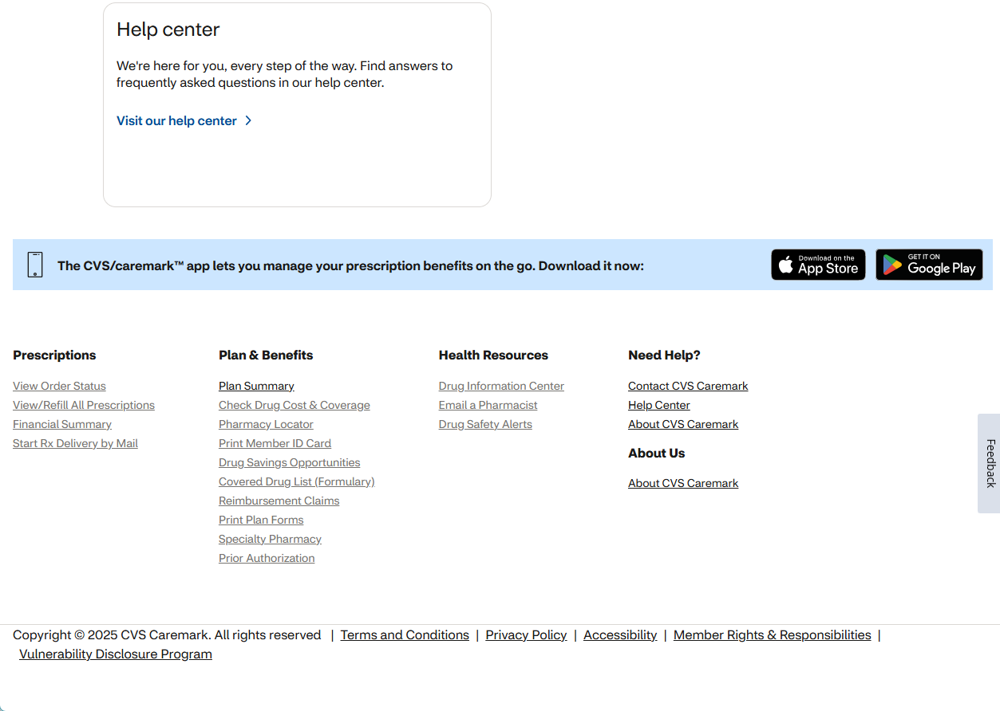 Help center
We're here for you, every step of the way. Find answers to
frequently asked questions in our help center.
Visit our help center
The CVS/caremark™ app lets you manage your prescription benefits on the go. Download it now:
Download on the
App Store
GET IT ON
Google Play
Prescriptions
View Order Status
View/Refill All Prescriptions
Financial Summary
Start Rx Delivery by Mail
Plan & Benefits
Plan Summary
Check Drug Cost & Coverage
Pharmacy Locator
Print Member ID Card
Drug Savings Opportunities
Covered Drug List (Formulary)
Reimbursement Claims
Print Plan Forms
Specialty Pharmacy
Prior Authorization
Health Resources
Drug Information Center
Email a Pharmacist
Drug Safety Alerts
Need Help?
Contact CVS Caremark
Help Center
About CVS Caremark
About Us
About CVS Caremark
Feedback
Copyright © 2025 CVS Caremark. All rights reserved | Terms and Conditions | Privacy Policy | Accessibility | Member Rights & Responsibilities |
Vulnerability Disclosure Program